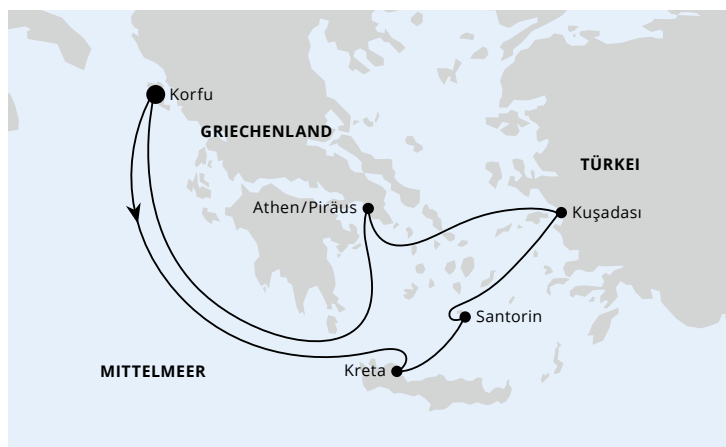 Korfu
GRIECHENLAND
TÜRKEI
Athen/Piräus
Kuşadası
Santorin
MITTELMEER
Kreta